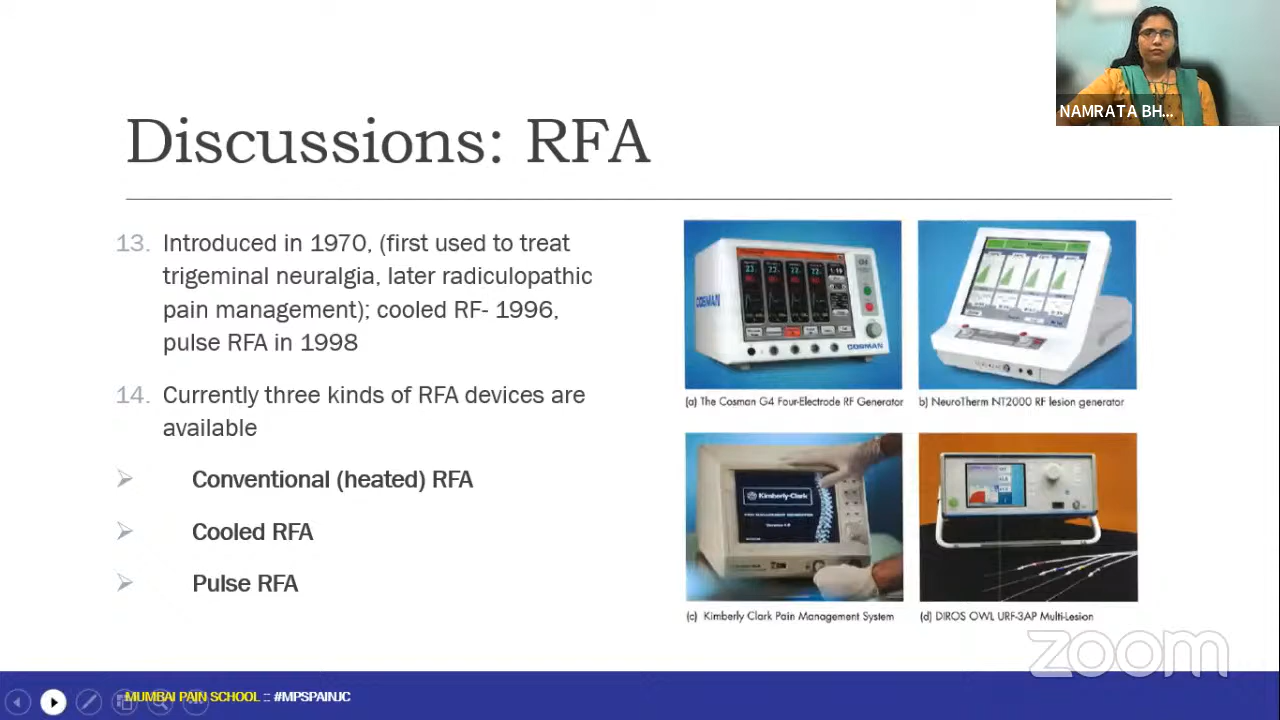 NAMRATA BH...
Discussions: RFA
13. Introduced in 1970, (first used to treat
trigeminal neuralgia, later radiculopathic
pain management); cooled RF- 1996,
pulse RFA in 1998
14. Currently three kinds of RFA devices are
available
Conventional (heated) RFA
Cooled RFA
Pulse RFA
COSMAN
COSMAN
(a) The Cosman G4 Four-Electrode RF Generator
b) NeuroTherm NT2000 RF lesion generator
Kimberly-Clark
(c) Kimberly Clark Pain Management System
(d) DIROS OWL URF-3AP Multi-Lesion
zoom
MUMBAI PAIN SCHOOL :: #MPSPAINJC